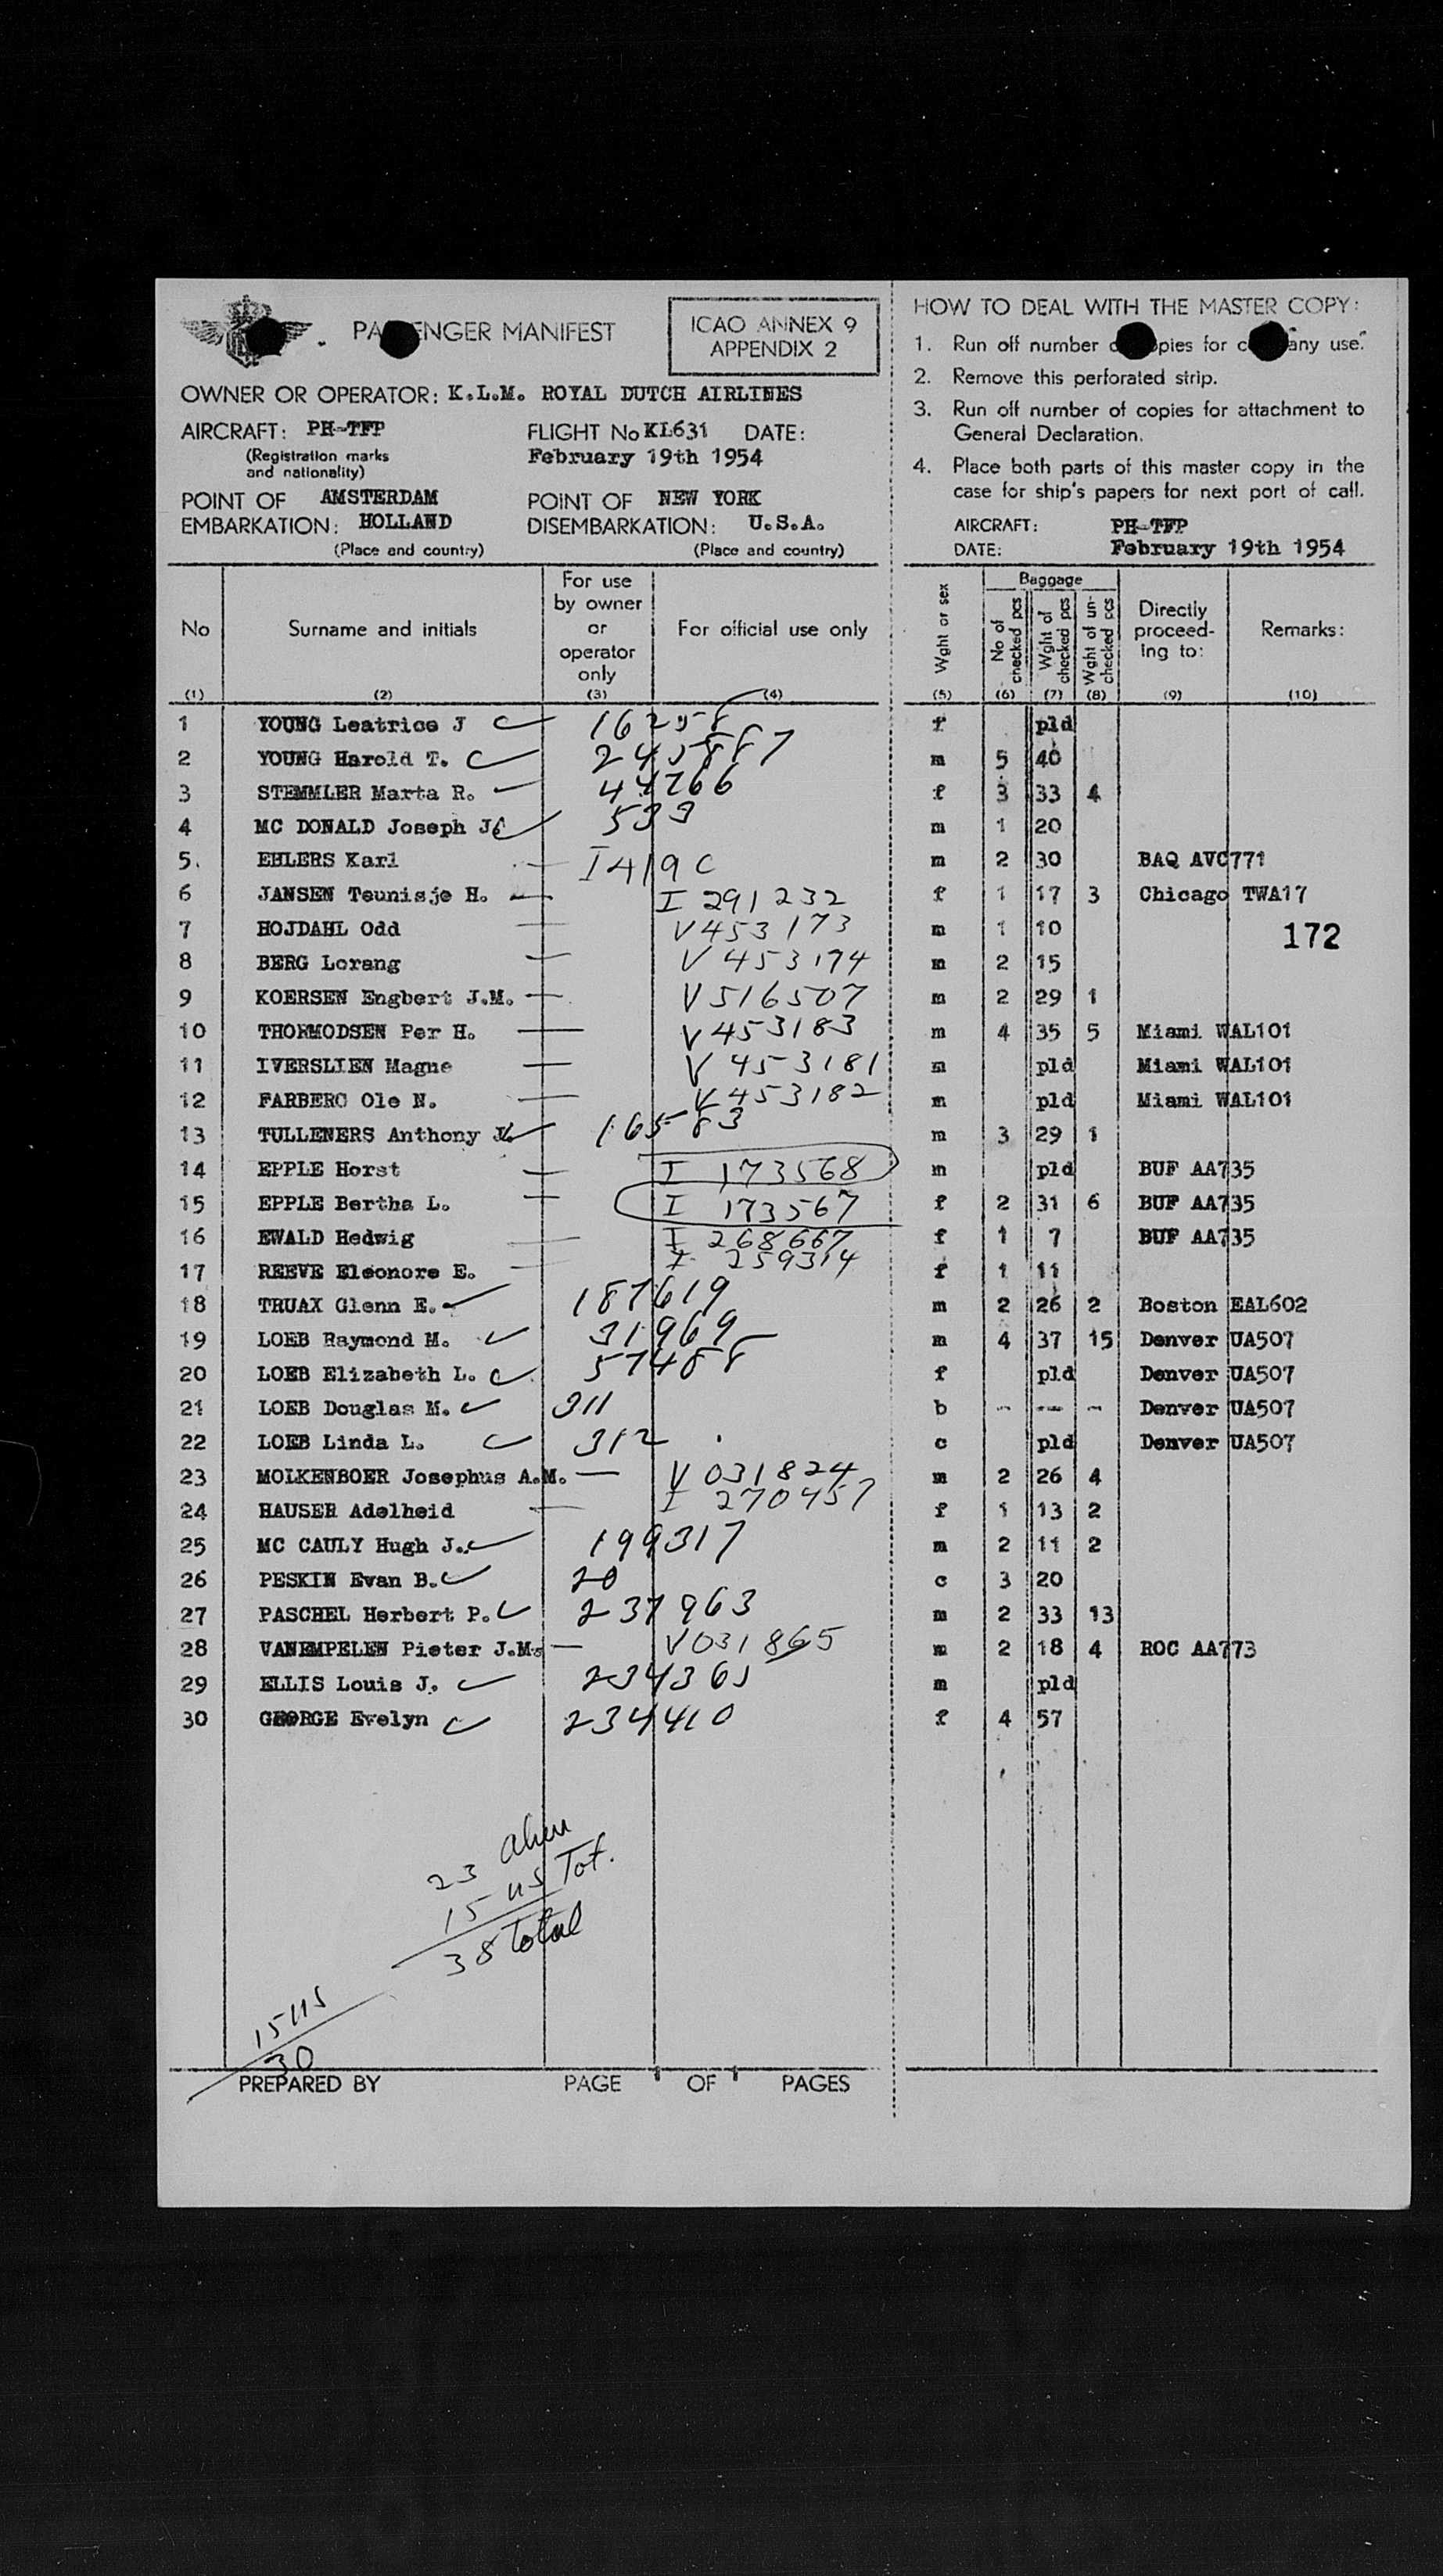 PA ENGER MANIFEST
ICAO ANNEX 9
APPENDIX 2
OWNER OR OPERATOR: K.L.M. ROYAL DUTCH AIRLINES
AIRCRAFT: PH-TFP FLIGHT No KL631 DATE:
(Registration marks and nationality) February 19th 1954
POINT OF EMBARKATION: AMSTERDAM HOLLAND POINT OF DISEMBARKATION: NEW YORK U.S.A.
(Place and country) (Place and country)
HOW TO DEAL WITH THE MASTER COPY:
1. Run off number opies for c any use.
2. Remove this perforated strip.
3. Run off number of copies for attachment to
General Declaration.
4. Place both parts of this master copy in the
case for ship's papers for next port of call.
AIRCRAFT: PH-TFP
DATE: February 19th 1954
No Surname and initials For use by owner or operator only For official use only Wght or sex Baggage No of checked pcs Wght of checked pcs Wght of un-checked pcs Directly proceed-ing to: Remarks:
(1) (2) (3) (4) (5) (6) (7) (8) (9) (10)
1 YOUNG Leatrice J 16258 f pld
2 YOUNG Harold T. 245887 m 5 40
3 STEMMLER Marta R. 44266 f 3 33 4
4 MC DONALD Joseph J. 533 m 1 20
5. EHLERS Karl I419C m 2 30 BAQ AVC771
6 JANSEN Teunisje H. I 291232 f 1 17 3 Chicago TWA17
7 HOJDAHL Odd V453173 m 1 10
172
8 BERG Lorang V 453174 m 2 15
9 KOERSEN Engbert J.M. V516507 m 2 29 1
10 THORMODSEN Per H. V453183 m 4 35 5 Miami WAL101
11 IVERSLIEN Magne V 453181 m pld Miami WAL101
12 FARBERG Ole N. V453182 m pld Miami WAL101
13 TULLENERS Anthony J. 16583 m 3 29 1
14 EPPLE Horst I 173568 m pld BUF AA735
15 EPPLE Bertha L. I 173567 f 2 31 6 BUF AA735
16 EWALD Hedwig I 268667 f 1 7 BUF AA735
17 REEVE Eleonore E. I 259314 f 1 11
18 TRUAX Glenn E. 187619 m 2 26 2 Boston EAL602
19 LOEB Raymond M. 31969 m 4 37 15 Denver UA507
20 LOEB Elizabeth L. 57488 f pld Denver UA507
21 LOEB Douglas M. 311 b - -- - Denver UA507
22 LOEB Linda L. 312 c pld Denver UA507
23 MOLKENBOER Josephus A.M. V 031824 m 2 26 4
24 HAUSER Adelheid I 270457 f 1 13 2
25 MC CAULY Hugh J. 199317 m 2 11 2
26 PESKIN Evan B. 20 c 3 20
27 PASCHEL Herbert P. 237963 m 2 33 13
28 VANEMPELEN Pieter J.M. V031865 m 2 18 4 ROC AA773
29 ELLIS Louis J. 234365 m pld
30 GEORGE Evelyn 234410 f 4 57
23 alien
15 US Tot.
38 Total
15 US
30
PREPARED BY PAGE 1 OF 1 PAGES